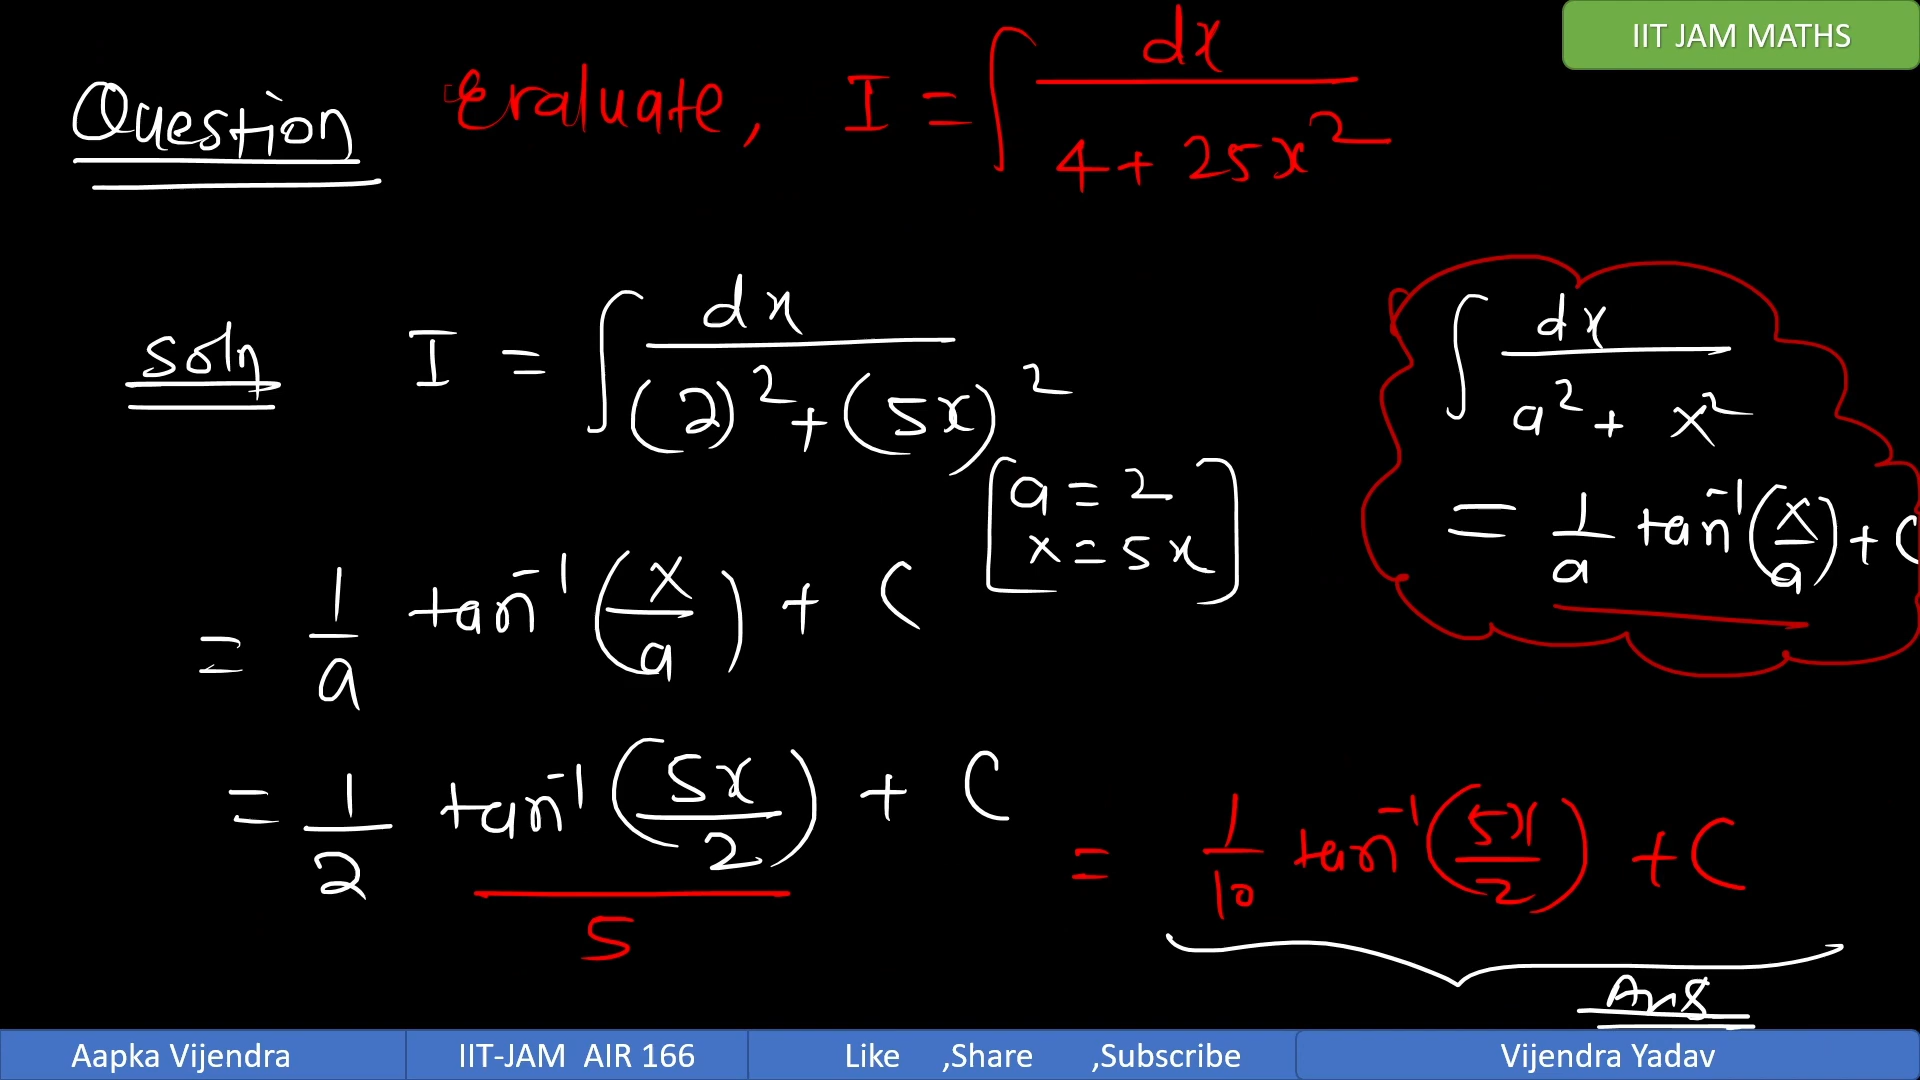 IIT JAM MATHS
Question Evaluate, I = ∫ dx / (4 + 25x²)
Soln I = ∫ dx / ((2)² + (5x)²)
[a = 2
x = 5x]
= 1/a tan⁻¹(x/a) + C
= 1/2 tan⁻¹(5x/2)/5 + C
= 1/10 tan⁻¹(5x/2) + C
Ans
∫ dx / (a² + x²)
= 1/a tan⁻¹(x/a) + C
Aapka Vijendra
IIT-JAM AIR 166
Like ,Share ,Subscribe
Vijendra Yadav